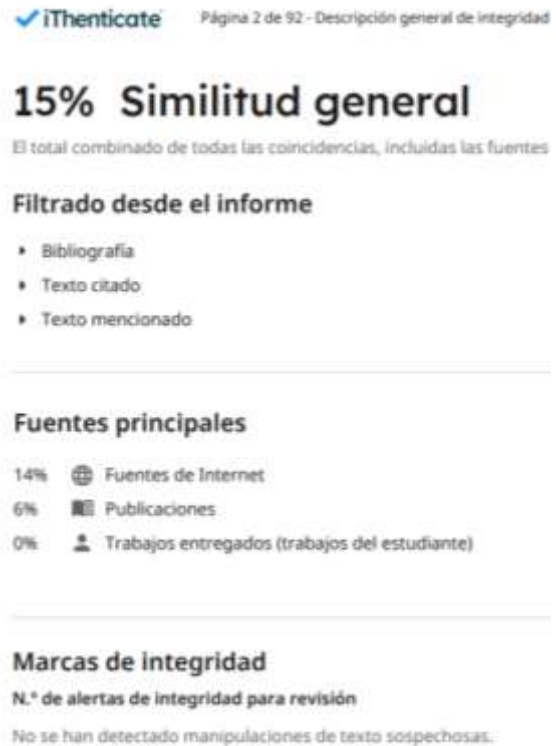 iThenticate Página 2 de 92 - Descripción general de integridad
15% Similitud general
El total combinado de todas las coincidencias, incluidas las fuentes
Filtrado desde el informe
Bibliografía
Texto citado
Texto mencionado
Fuentes principales
14% Fuentes de Internet
6% Publicaciones
0% Trabajos entregados (trabajos del estudiante)
Marcas de integridad
N.º de alertas de integridad para revisión
No se han detectado manipulaciones de texto sospechosas.